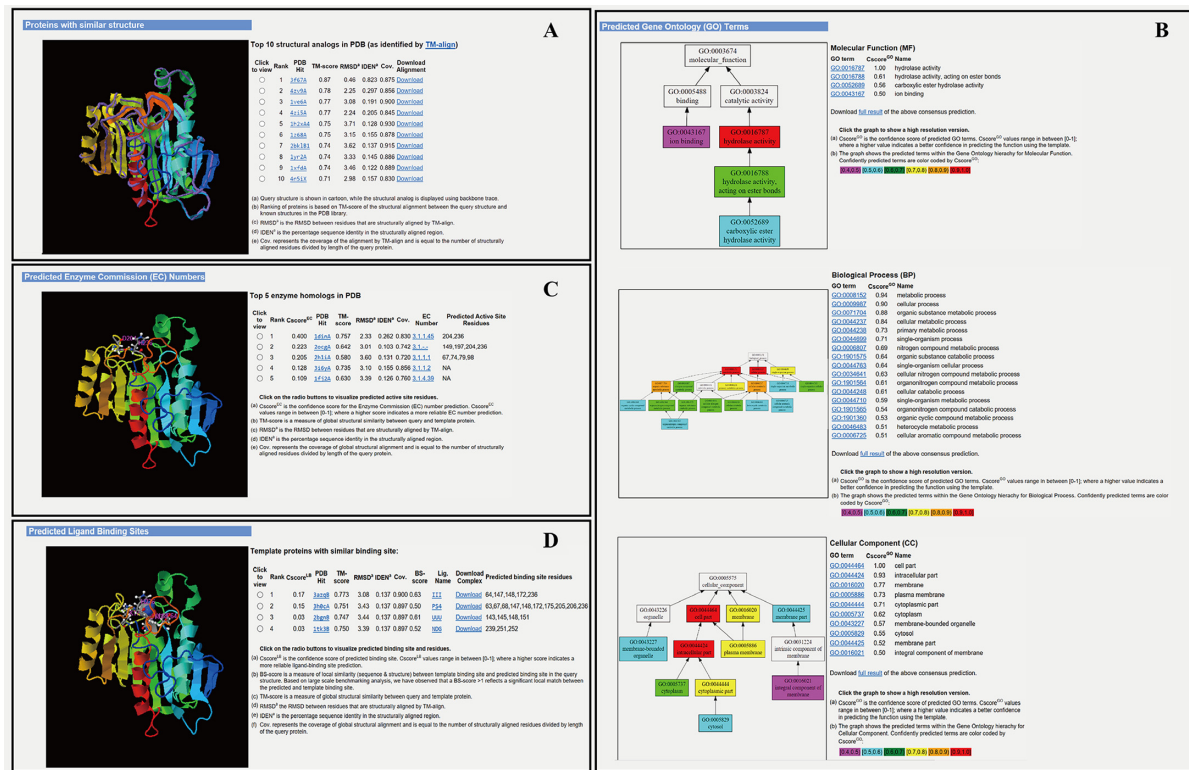 Proteins with similar structure
A
Top 10 structural analogs in PDB (as identified by TM-align)
Click to view Rank PDB Hit TM-score RMSDa IDENa Cov. Download Alignment
1 3f67A 0.87 0.46 0.823 0.875 Download
2 4zv9A 0.78 2.25 0.297 0.856 Download
3 1ve6A 0.77 3.08 0.191 0.900 Download
4 4zi5A 0.77 2.24 0.205 0.845 Download
5 0.75 3.71 0.128 0.930 Download
6 1z68A 0.75 3.15 0.155 0.878 Download
7 2bklB1 0.74 3.62 0.137 0.915 Download
8 1yr2A 0.74 3.33 0.145 0.886 Download
9 1xfdA 0.74 3.46 0.122 0.889 Download
10 0.71 2.98 0.157 0.830 Download
(a) Query structure is shown in cartoon, while the structural analog is displayed using backbone trace.
(b) Ranking of proteins is based on TM-score of the structural alignment between the query structure and
known structures in the PDB library.
(c) RMSDa is the RMSD between residues that are structurally aligned by TM-align.
(d) IDENa is the percentage sequence identity in the structurally aligned region.
(e) Cov. represents the coverage of the alignment by TM-align and is equal to the number of structurally
aligned residues divided by length of the query protein.
Predicted Enzyme Commission (EC) Numbers
C
Top 5 enzyme homologs in PDB
Click to view Rank CscoreEC PDB Hit TM-score RMSDa IDENa Cov. EC Number Predicted Active Site Residues
1 0.400 1dinA 0.757 2.33 0.262 0.830 3.1.1.45 204,236
2 0.223 2ocgA 0.642 3.01 0.103 0.742 3.1.-.- 149,197,204,236
3 0.205 2h1iA 0.580 3.60 0.131 0.720 3.1.1.1 67,74,79,98
4 0.128 3i6yA 0.735 3.10 0.155 0.856 3.1.1.2 NA
5 0.109 0.630 3.39 0.126 0.760 3.1.4.39 NA
Click on the radio buttons to visualize predicted active site residues.
(a) CscoreEC is the confidence score for the Enzyme Commission (EC) number prediction. CscoreEC
values range in between [0-1]; where a higher score indicates a more reliable EC number prediction.
(b) TM-score is a measure of global structural similarity between query and template protein.
(c) RMSDa is the RMSD between residues that are structurally aligned by TM-align.
(d) IDENa is the percentage sequence identity in the structurally aligned region.
(e) Cov. represents the coverage of global structural alignment and is equal to the number of structurally
aligned residues divided by length of the query protein.
Predicted Ligand Binding Sites
D
Template proteins with similar binding site:
Click to view Rank CscoreLB PDB Hit TM-score RMSDa IDENa Cov. BS-score Lig. Name Download Complex Predicted binding site residues
1 0.17 3azqB 0.773 3.08 0.137 0.900 0.63 III Download 64,147,148,172,236
2 0.15 0.751 3.43 0.137 0.897 0.50 PS4 Download 63,67,68,147,148,172,175,205,206,236
3 0.03 2bgnB 0.747 3.44 0.137 0.897 0.61 UUU Download 143,145,148,151
4 0.03 1tk3B 0.750 3.39 0.137 0.897 0.52 NDG Download 239,251,252
Click on the radio buttons to visualize predicted binding site and residues.
(a) CscoreLB is the confidence score of predicted binding site. CscoreLB values range in between [0-1]; where a higher score indicates a
more reliable ligand-binding site prediction.
(b) BS-score is a measure of local similarity (sequence & structure) between template binding site and predicted binding site in the query
structure. Based on large scale benchmarking analysis, we have observed that a BS-score >1 reflects a significant local match between
the predicted and template binding site.
(c) TM-score is a measure of global structural similarity between query and template protein.
(d) RMSDa the RMSD between residues that are structurally aligned by TM-align.
(e) IDENa is the percentage sequence identity in the structurally aligned region.
(f) Cov. represents the coverage of global structural alignment and is equal to the number of structurally aligned residues divided by length
of the query protein.
Predicted Gene Ontology (GO) Terms
B
GO:0003674
molecular_function
GO:0005488
binding
GO:0003824
catalytic activity
GO:0043167
ion binding
GO:0016787
hydrolase activity
GO:0016788
hydrolase activity,
acting on ester bonds
GO:0052689
carboxylic ester
hydrolase activity
Molecular Function (MF)
GO term CscoreGO Name
GO:0016787 1.00 hydrolase activity
GO:0016788 0.61 hydrolase activity, acting on ester bonds
GO:0052689 0.56 carboxylic ester hydrolase activity
GO:0043167 0.50 ion binding
Download full result of the above consensus prediction.
Click the graph to show a high resolution version.
(a) CscoreGO is the confidence score of predicted GO terms. CscoreGO values range in between [0-1];
where a higher value indicates a better confidence in predicting the function using the template.
(b) The graph shows the predicted terms within the Gene Ontology hierachy for Molecular Function.
Confidently predicted terms are color coded by CscoreGO:
[0.4,0.5) [0.5,0.6) [0.6,0.7) [0.7,0.8) [0.8,0.9) [0.9,1.0]
Biological Process (BP)
GO term CscoreGO Name
GO:0008152 0.94 metabolic process
GO:0009987 0.90 cellular process
GO:0071704 0.88 organic substance metabolic process
GO:0044237 0.84 cellular metabolic process
GO:0044238 0.73 primary metabolic process
GO:0044699 0.71 single-organism process
GO:0006807 0.69 nitrogen compound metabolic process
GO:1901575 0.64 organic substance catabolic process
GO:0044763 0.64 single-organism cellular process
GO:0034641 0.63 cellular nitrogen compound metabolic process
GO:1901564 0.61 organonitrogen compound metabolic process
GO:0044248 0.61 cellular catabolic process
GO:0044710 0.59 single-organism metabolic process
GO:1901565 0.54 organonitrogen compound catabolic process
GO:1901360 0.53 organic cyclic compound metabolic process
GO:0046483 0.51 heterocycle metabolic process
GO:0006725 0.51 cellular aromatic compound metabolic process
Download full result of the above consensus prediction.
Click the graph to show a high resolution version.
(a) CscoreGO is the confidence score of predicted GO terms. CscoreGO values range in between [0-1]; where a higher value indicates a
better confidence in predicting the function using the template.
(b) The graph shows the predicted terms within the Gene Ontology hierachy for Biological Process. Confidently predicted terms are color
coded by CscoreGO:
[0.4,0.5) [0.5,0.6) [0.6,0.7) [0.7,0.8) [0.8,0.9) [0.9,1.0]
GO:0005575
cellular_component
GO:0043226
organelle
GO:0044464
cell part
GO:0016020
membrane
GO:0044425
membrane part
GO:0043227
membrane-bounded
organelle
GO:0044424
intracellular part
GO:0005886
plasma membrane
GO:0031224
intrinsic component of
membrane
GO:0005737
cytoplasm
GO:0044444
cytoplasmic part
GO:0016021
integral component of
membrane
GO:0005829
cytosol
Cellular Component (CC)
GO term CscoreGO Name
GO:0044464 1.00 cell part
GO:0044424 0.93 intracellular part
GO:0016020 0.77 membrane
GO:0005886 0.73 plasma membrane
GO:0044444 0.71 cytoplasmic part
GO:0005737 0.62 cytoplasm
GO:0043227 0.57 membrane-bounded organelle
GO:0005829 0.55 cytosol
GO:0044425 0.52 membrane part
GO:0016021 0.50 integral component of membrane
Download full result of the above consensus prediction.
Click the graph to show a high resolution version.
(a) CscoreGO is the confidence score of predicted GO terms. CscoreGO values
range in between [0-1]; where a higher value indicates a better confidence
in predicting the function using the template.
(b) The graph shows the predicted terms within the Gene Ontology hierachy for
Cellular Component. Confidently predicted terms are color coded by
CscoreGO:
[0.4,0.5) [0.5,0.6) [0.6,0.7) [0.7,0.8) [0.8,0.9) [0.9,1.0]